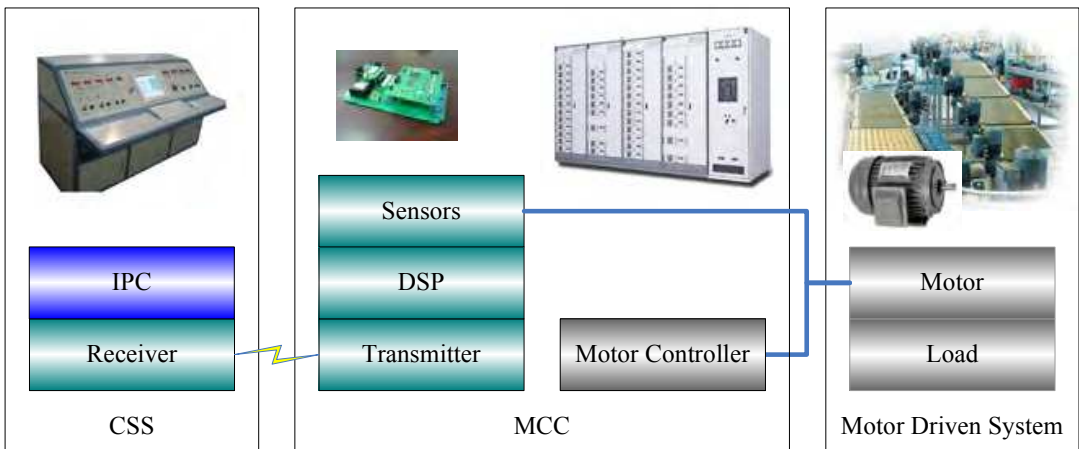 Sensors
IPC
DSP
Motor
Receiver
Transmitter
Motor Controller
Load
CSS
MCC
Motor Driven System